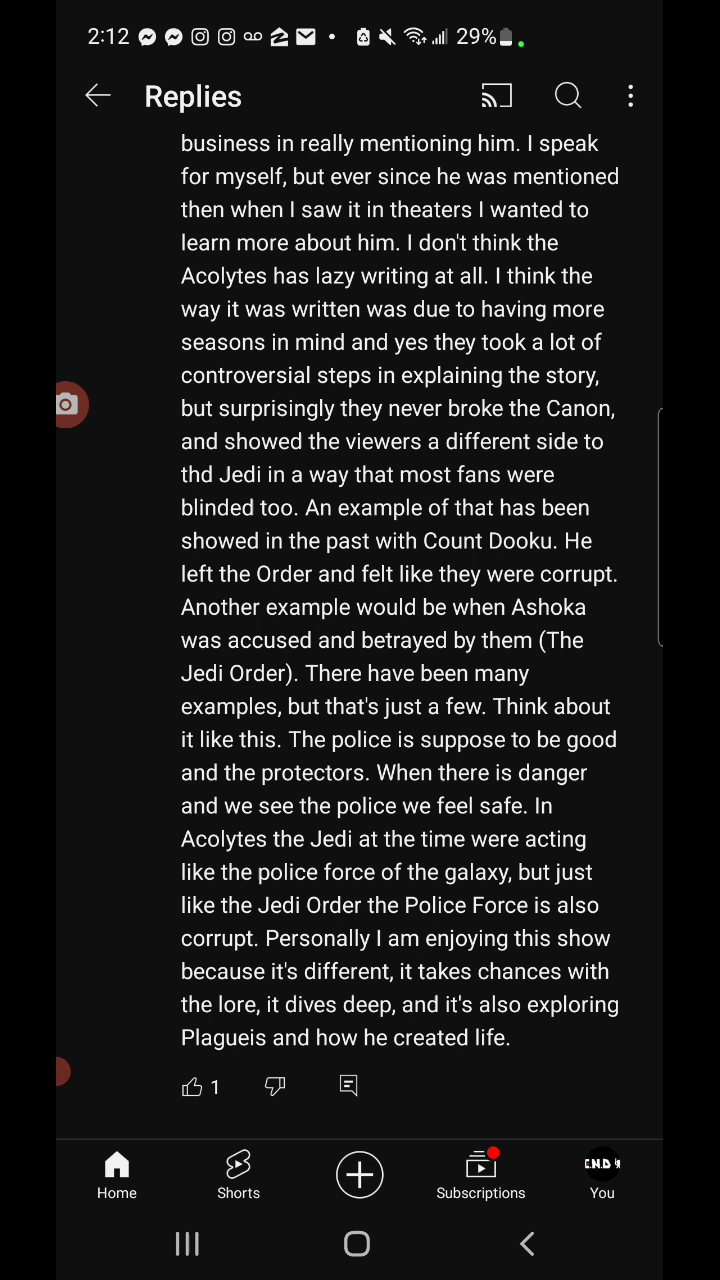 2:12 29%
Replies
business in really mentioning him. I speak
for myself, but ever since he was mentioned
then when I saw it in theaters I wanted to
learn more about him. I don't think the
Acolytes has lazy writing at all. I think the
way it was written was due to having more
seasons in mind and yes they took a lot of
controversial steps in explaining the story,
but surprisingly they never broke the Canon,
and showed the viewers a different side to
thd Jedi in a way that most fans were
blinded too. An example of that has been
showed in the past with Count Dooku. He
left the Order and felt like they were corrupt.
Another example would be when Ashoka
was accused and betrayed by them (The
Jedi Order). There have been many
examples, but that's just a few. Think about
it like this. The police is suppose to be good
and the protectors. When there is danger
and we see the police we feel safe. In
Acolytes the Jedi at the time were acting
like the police force of the galaxy, but just
like the Jedi Order the Police Force is also
corrupt. Personally I am enjoying this show
because it's different, it takes chances with
the lore, it dives deep, and it's also exploring
Plagueis and how he created life.
1
Home Shorts Subscriptions You